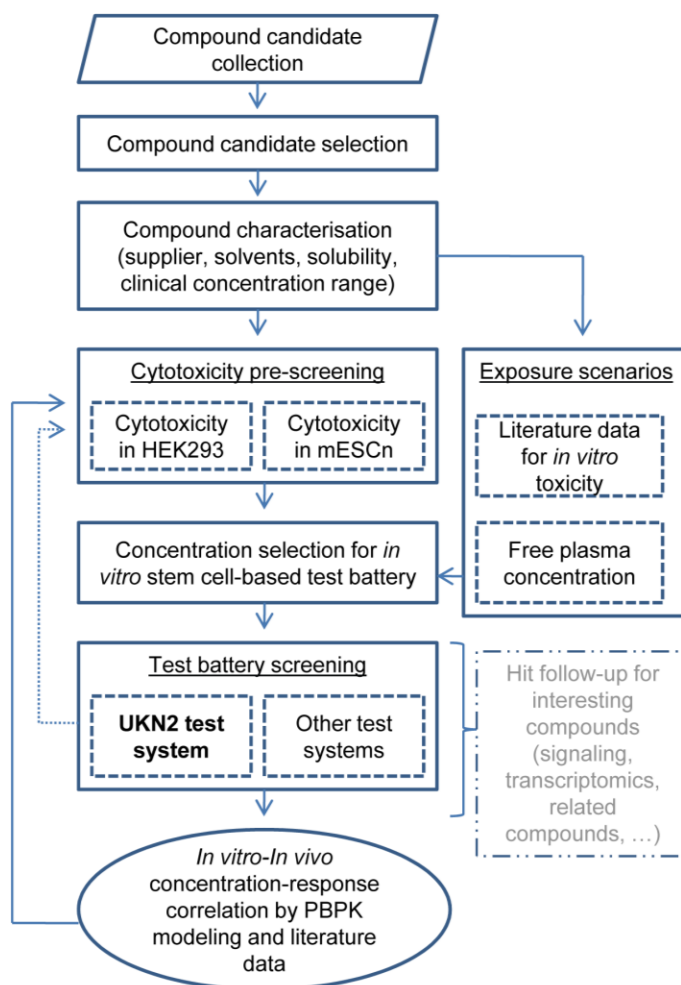 Compound candidate
collection
Compound candidate selection
Compound characterisation
(supplier, solvents, solubility,
clinical concentration range)
Cytotoxicity pre-screening
Cytotoxicity
in HEK293
Cytotoxicity
in mESCn
Exposure scenarios
Literature data
for in vitro
toxicity
Free plasma
concentration
Concentration selection for in
vitro stem cell-based test battery
Test battery screening
UKN2 test
system
Other test
systems
Hit follow-up for
interesting
compounds
(signaling,
transcriptomics,
related
compounds, …)
In vitro-In vivo
concentration-response
correlation by PBPK
modeling and literature
data